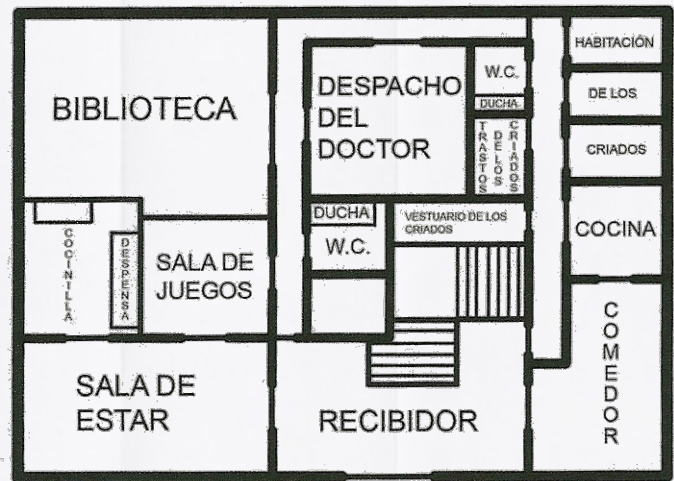 BIBLIOTECA
DESPACHO
DEL
DOCTOR
W.C.
DUCHA
TRASTOS
DE LOS
CRIADOS
HABITACIÓN
DE LOS
CRIADOS
COCINA
COCINILLA
DESPENSA
SALA DE
JUEGOS
DUCHA
W.C.
VESTUARIO DE LOS
CRIADOS
SALA DE
ESTAR
RECIBIDOR
COMEDOR